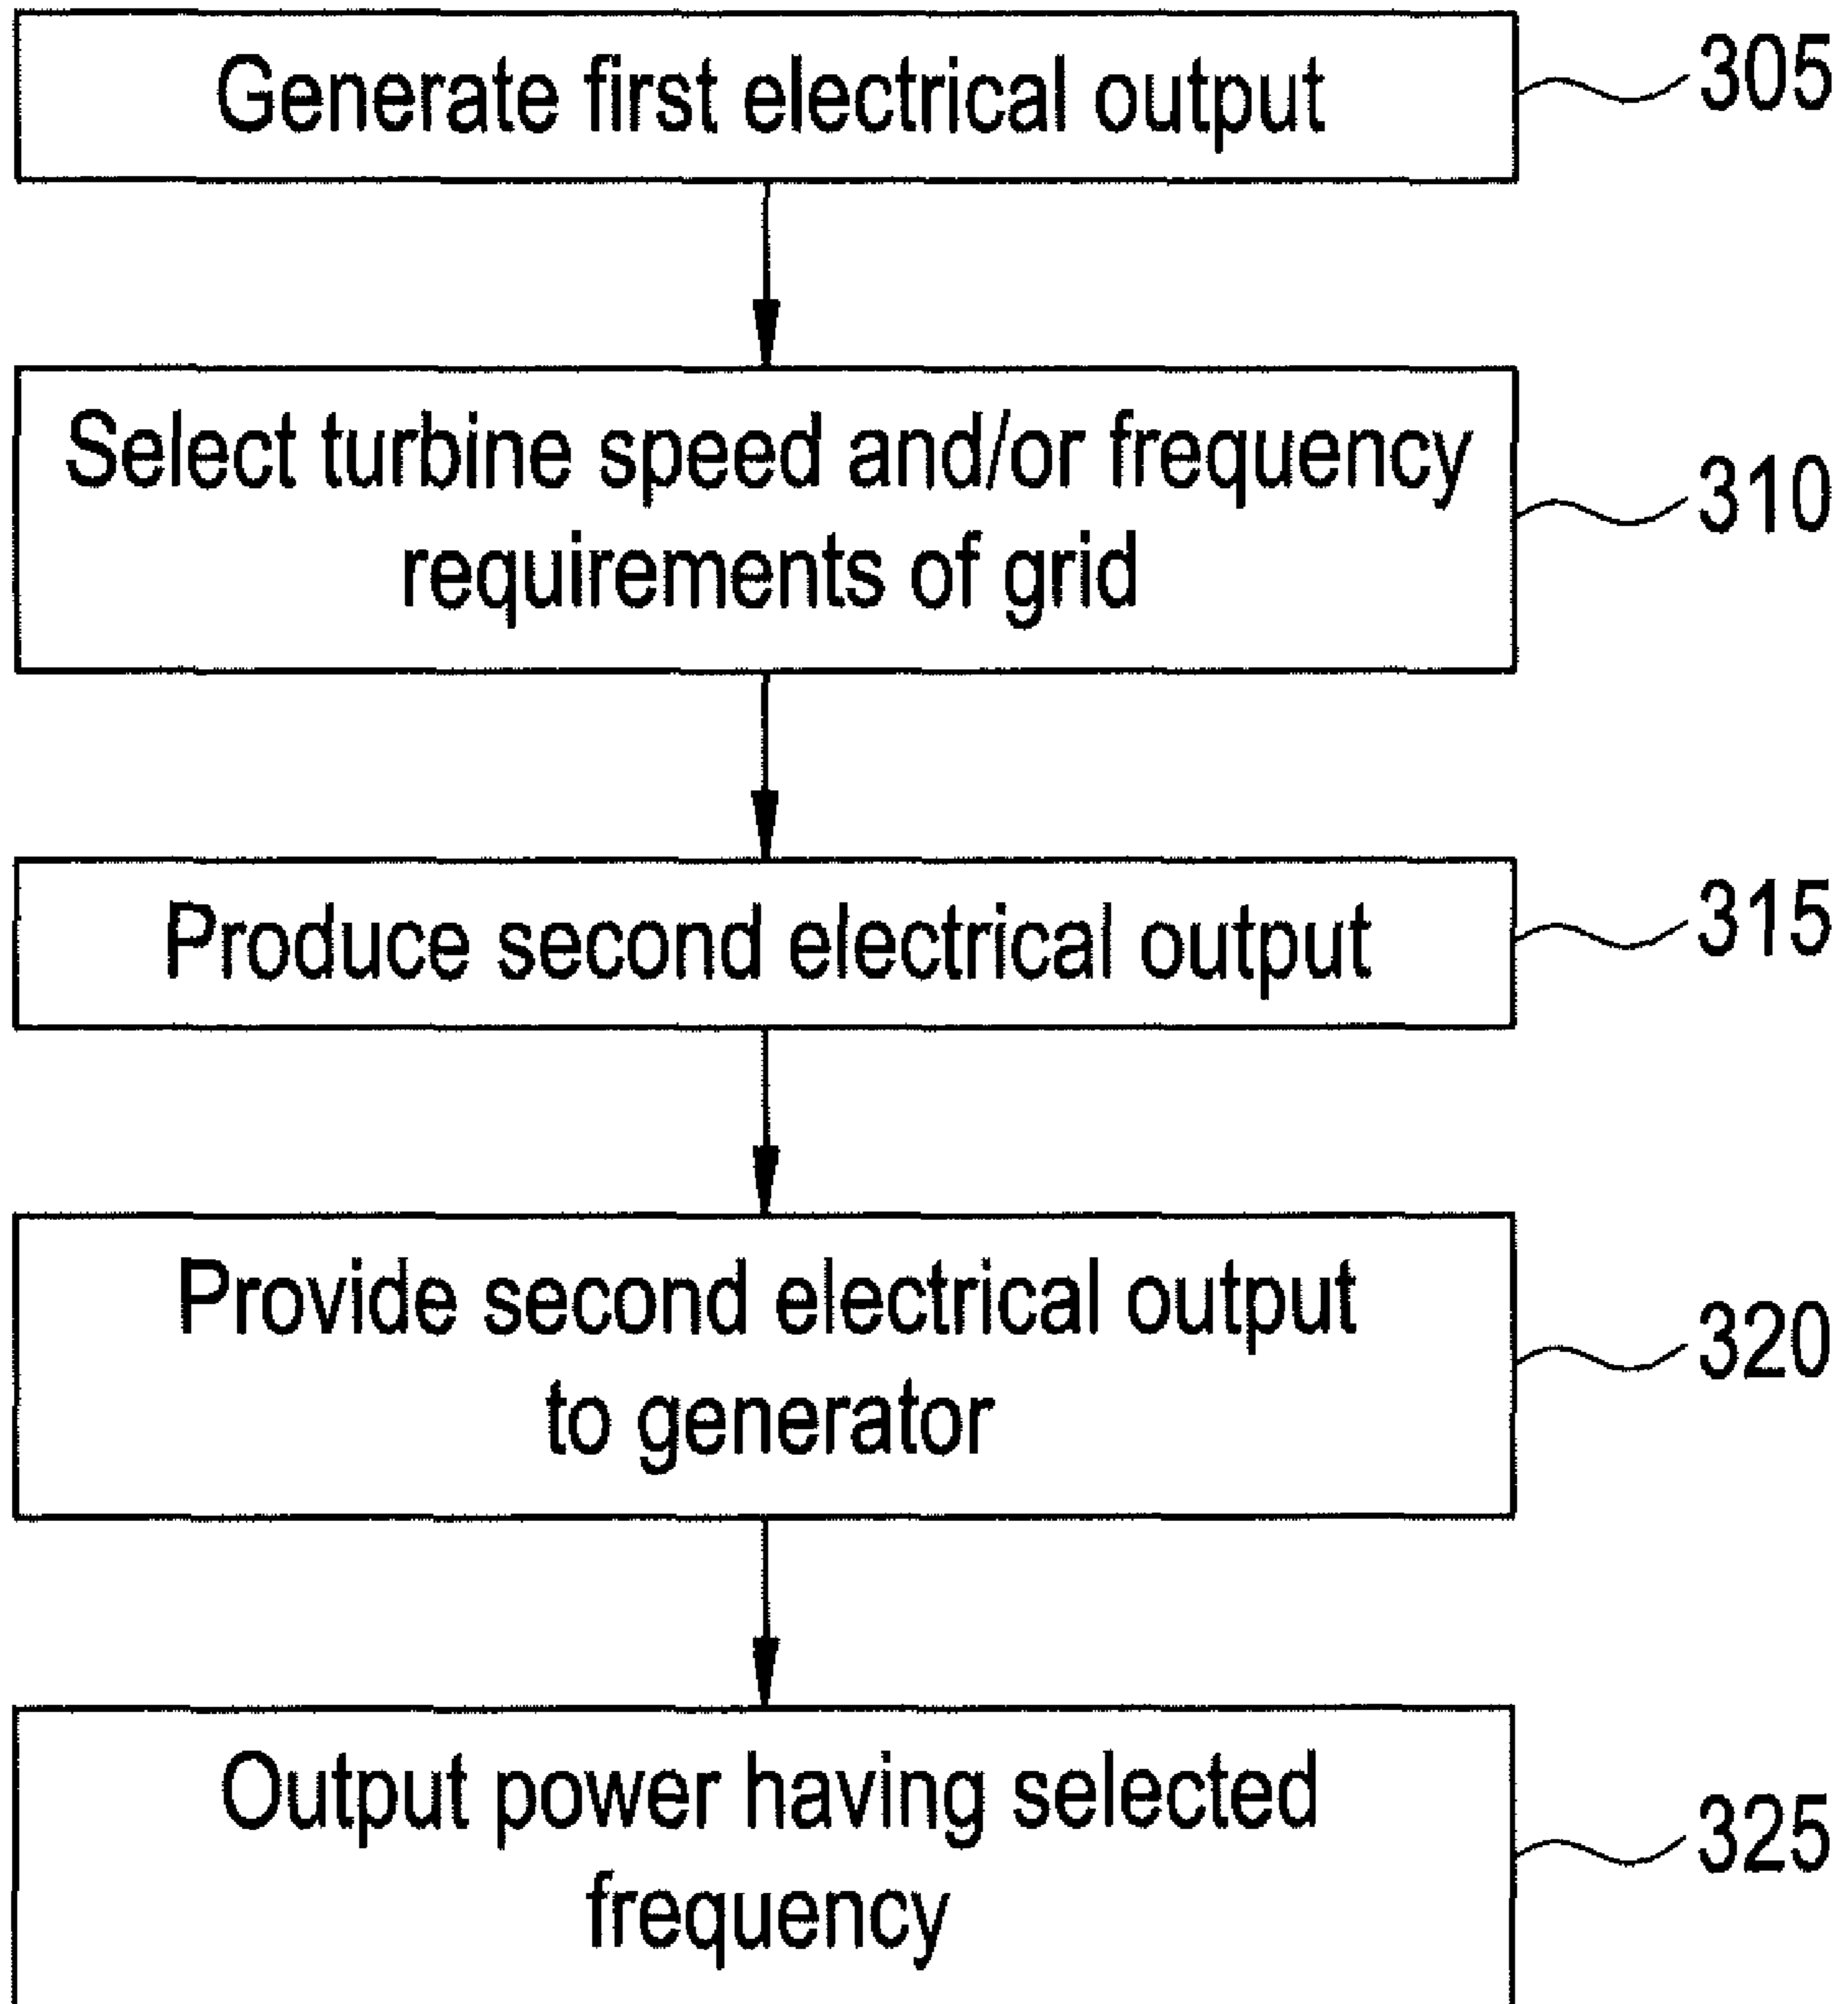 Generate first electrical output
305
Select turbine speed and/or frequency
requirements of grid
310
Produce second electrical output
315
Provide second electrical output
to generator
320
Output power having selected
frequency
325